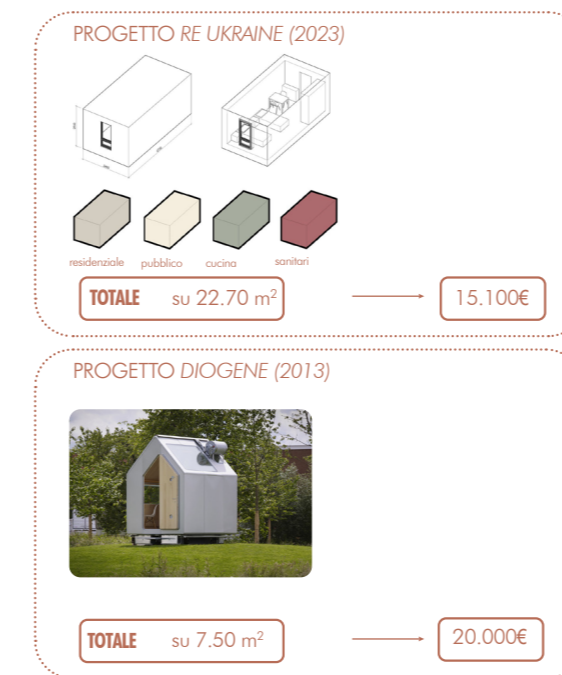 PROGETTO RE UKRAINE (2023)
residenziale pubblico cucina sanitari
TOTALE su 22.70 m² 15.100€
PROGETTO DIOGENE (2013)
TOTALE su 7.50 m² 20.000€